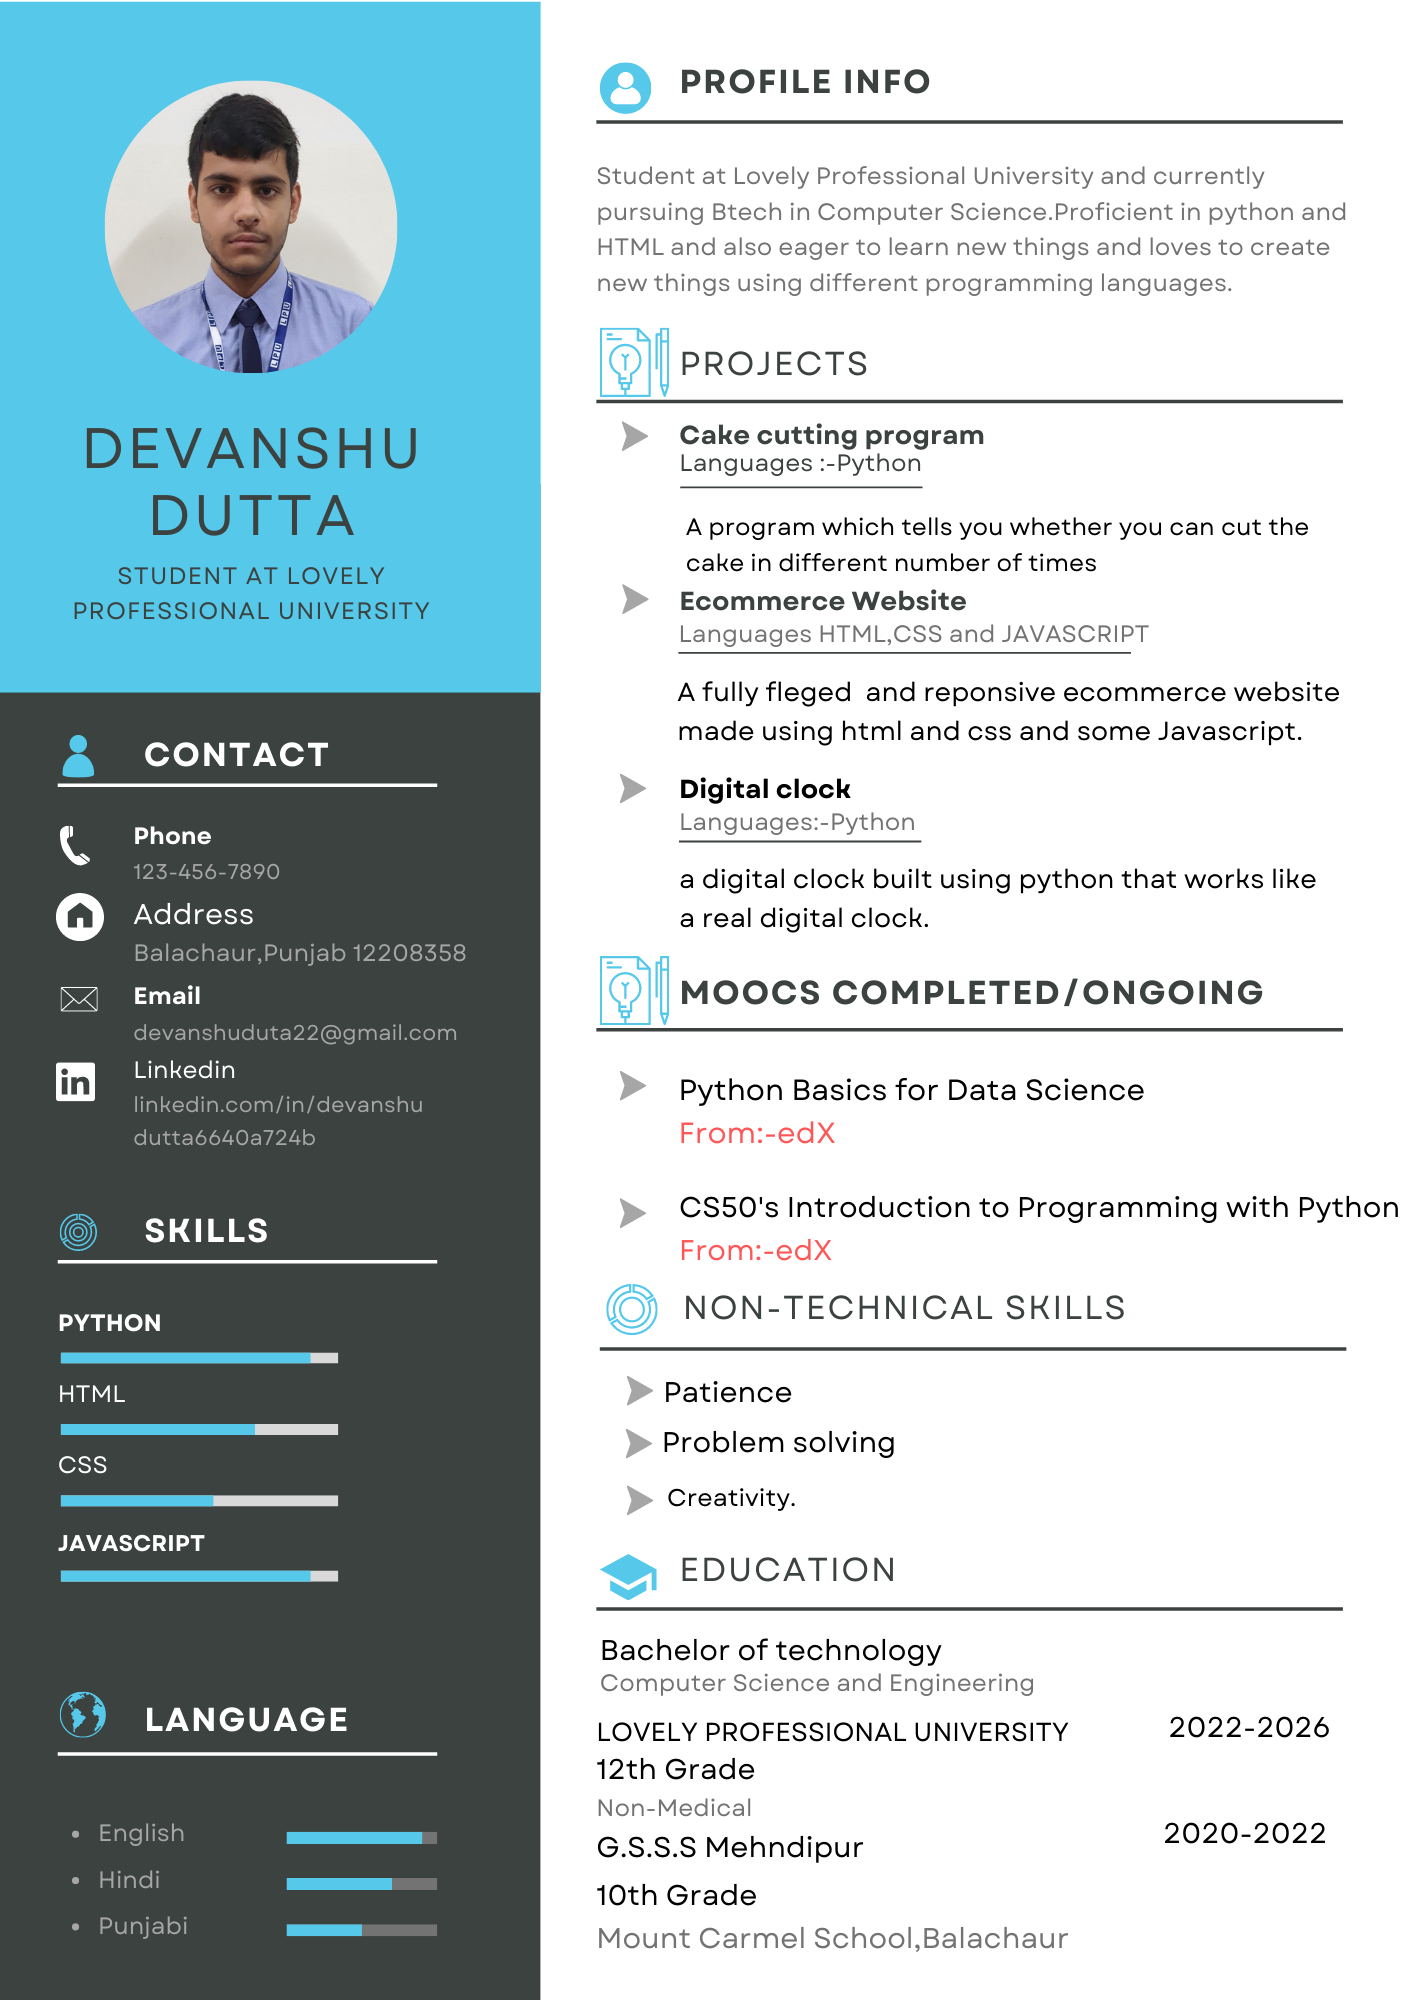 DEVANSHU
DUTTA
STUDENT AT LOVELY
PROFESSIONAL UNIVERSITY
CONTACT
Phone
123-456-7890
Address
Balachaur,Punjab 12208358
Email
devanshuduta22@gmail.com
Linkedin
linkedin.com/in/devanshu
dutta6640a724b
SKILLS
PYTHON
HTML
CSS
JAVASCRIPT
LANGUAGE
• English
• Hindi
• Punjabi
PROFILE INFO
Student at Lovely Professional University and currently
pursuing Btech in Computer Science.Proficient in python and
HTML and also eager to learn new things and loves to create
new things using different programming languages.
PROJECTS
Cake cutting program
Languages :-Python
A program which tells you whether you can cut the
cake in different number of times
Ecommerce Website
Languages HTML,CSS and JAVASCRIPT
A fully fleged  and reponsive ecommerce website
made using html and css and some Javascript.
Digital clock
Languages:-Python
a digital clock built using python that works like
a real digital clock.
MOOCS COMPLETED/ONGOING
Python Basics for Data Science
From:-edX
CS50's Introduction to Programming with Python
From:-edX
NON-TECHNICAL SKILLS
Patience
Problem solving
Creativity.
EDUCATION
Bachelor of technology
Computer Science and Engineering
LOVELY PROFESSIONAL UNIVERSITY 2022-2026
12th Grade
Non-Medical
G.S.S.S Mehndipur 2020-2022
10th Grade
Mount Carmel School,Balachaur
LPU
LPU
LPU